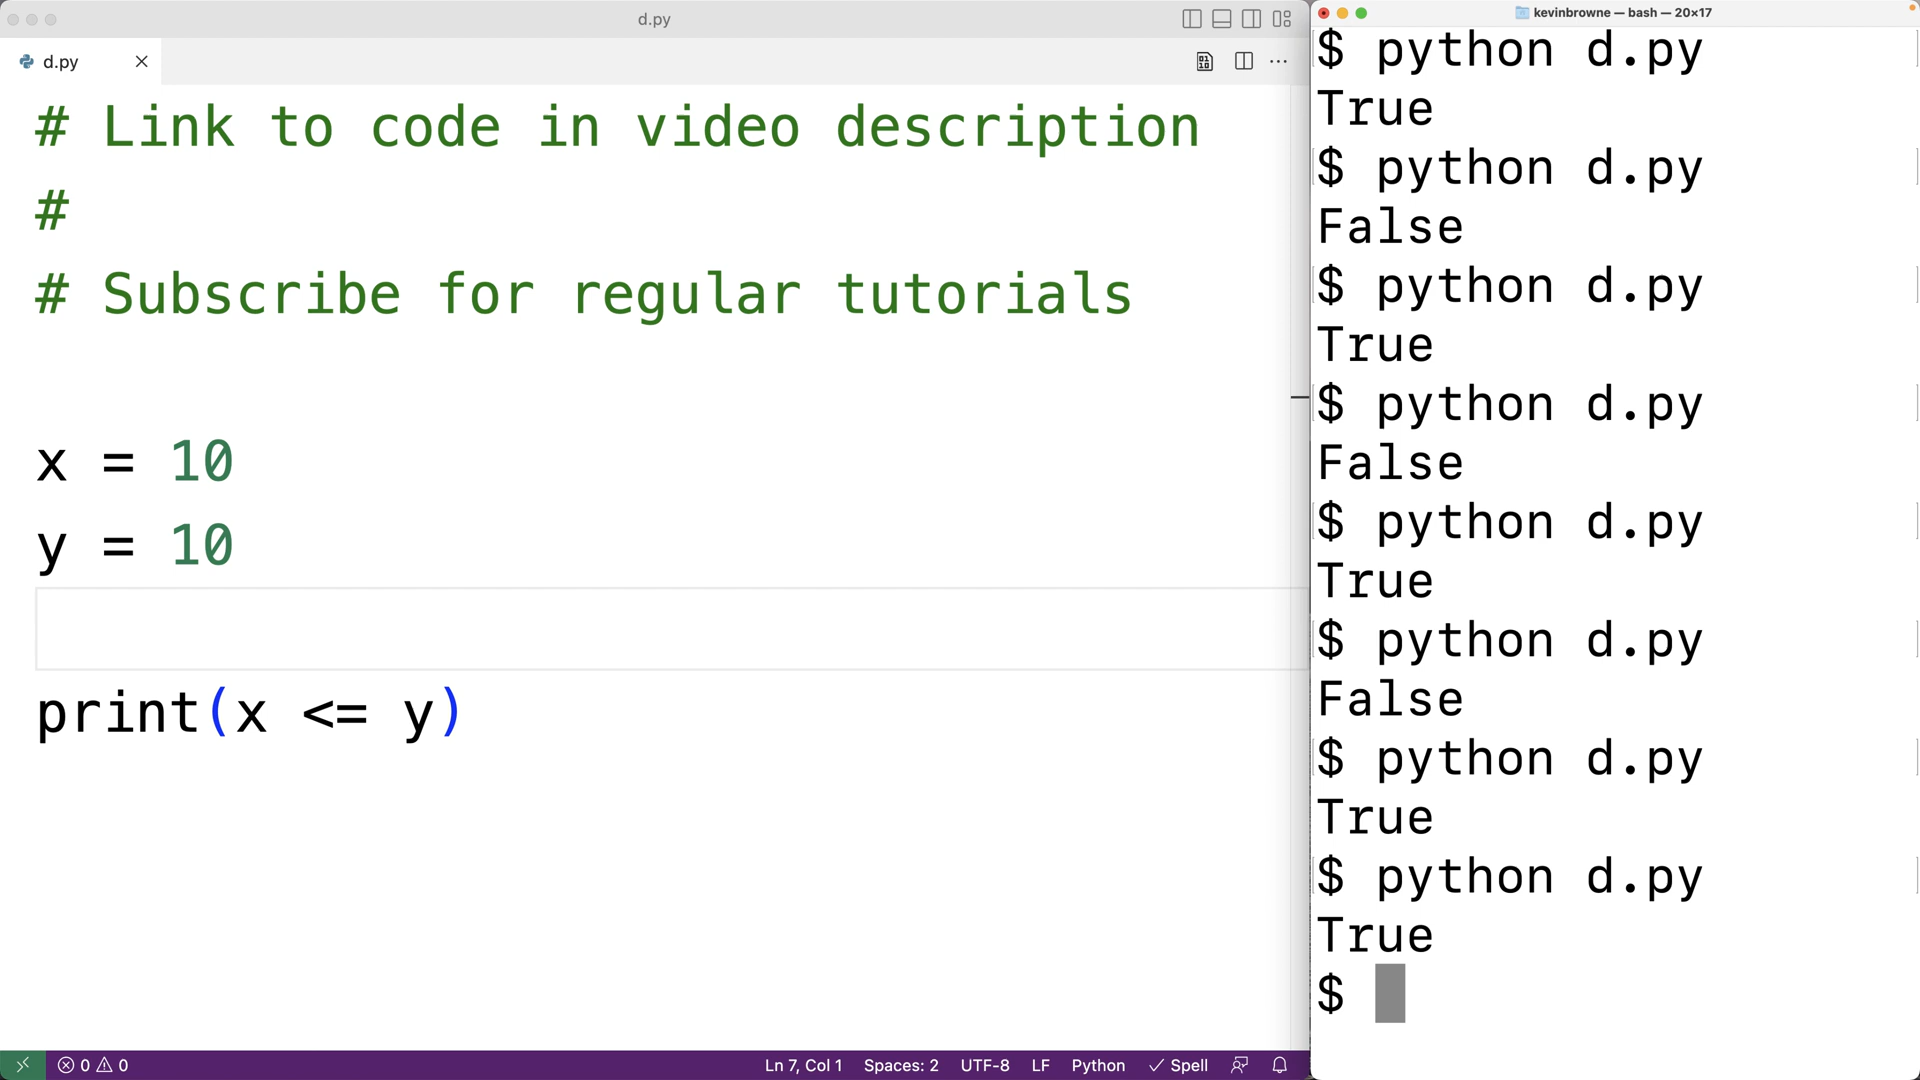 d.py
d.py
# Link to code in video description
#
# Subscribe for regular tutorials
x = 10
y = 10
print(x <= y)
0 0
Ln 7, Col 1 Spaces: 2 UTF-8 LF Python Spell
kevinbrowne — bash — 20×17
$ python d.py
True
$ python d.py
False
$ python d.py
True
$ python d.py
False
$ python d.py
True
$ python d.py
False
$ python d.py
True
$ python d.py
True
$